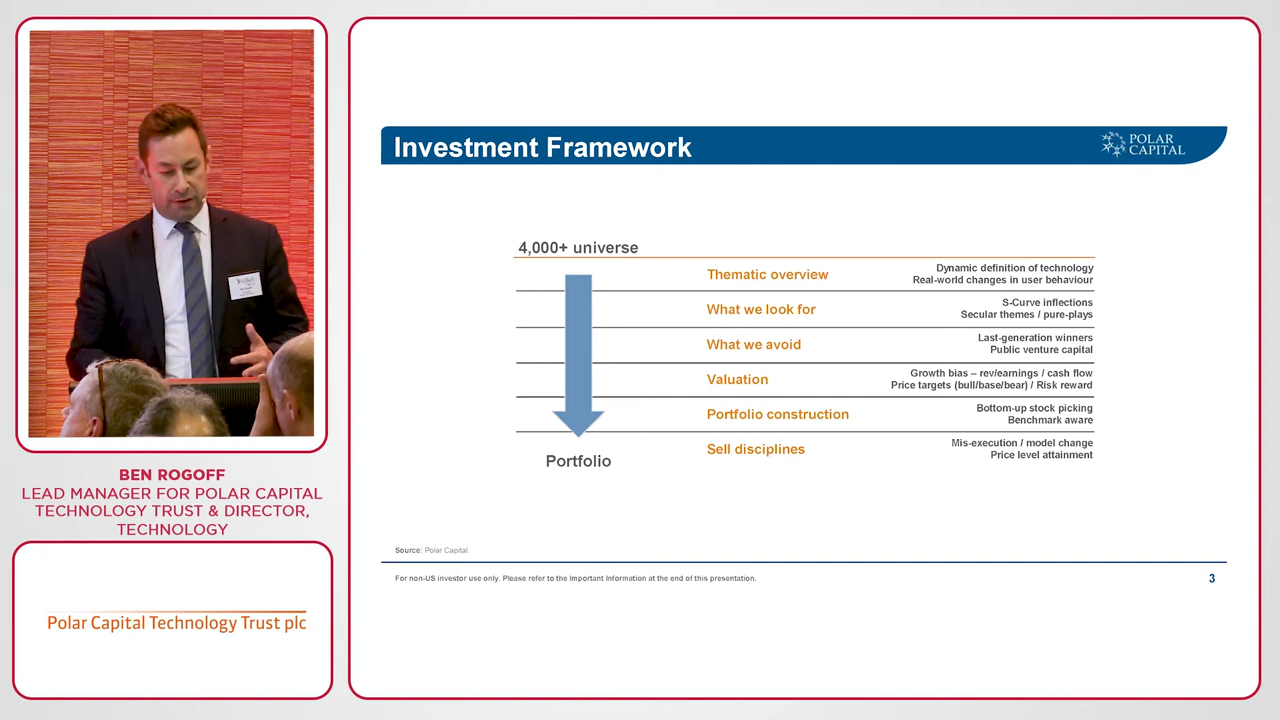 BEN ROGOFF
LEAD MANAGER FOR POLAR CAPITAL
TECHNOLOGY TRUST & DIRECTOR,
TECHNOLOGY
Polar Capital Technology Trust plc
Investment Framework
POLAR
CAPITAL
4,000+ universe
Thematic overview
Dynamic definition of technology
Real-world changes in user behaviour
What we look for
S-Curve inflections
Secular themes / pure-plays
What we avoid
Last-generation winners
Public venture capital
Valuation
Growth bias – rev/earnings / cash flow
Price targets (bull/base/bear) / Risk reward
Portfolio construction
Bottom-up stock picking
Benchmark aware
Sell disciplines
Mis-execution / model change
Price level attainment
Portfolio
Source: Polar Capital.
For non-US investor use only. Please refer to the Important Information at the end of this presentation.
3